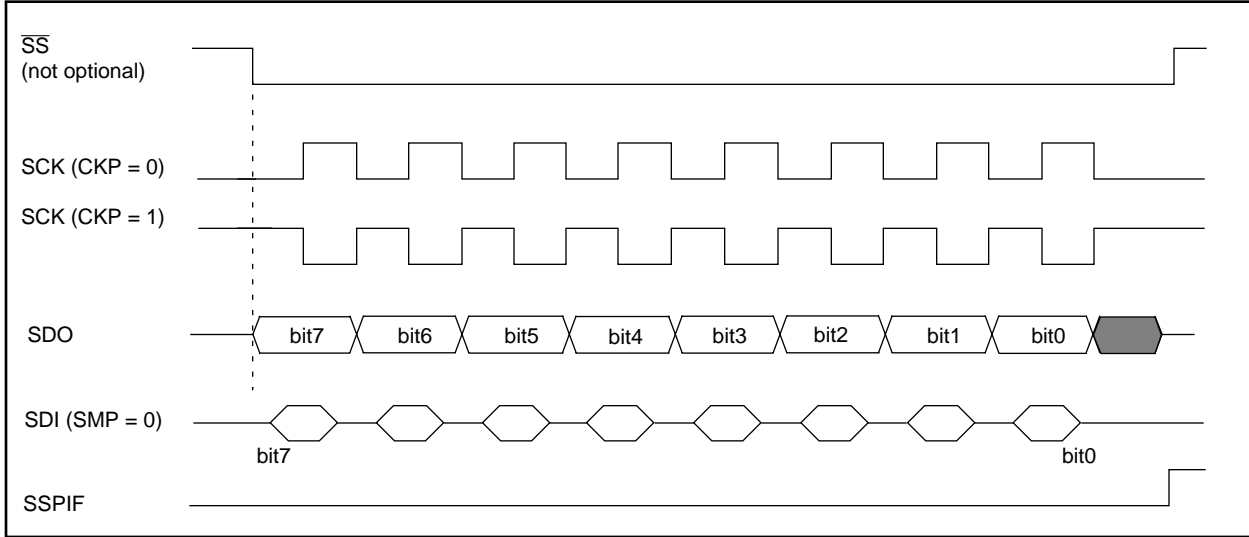 SS
(not optional)
SCK (CKP = 0)
SCK (CKP = 1)
SDO
bit7 bit6 bit5 bit4 bit3 bit2 bit1 bit0
SDI (SMP = 0)
bit7 bit0
SSPIF